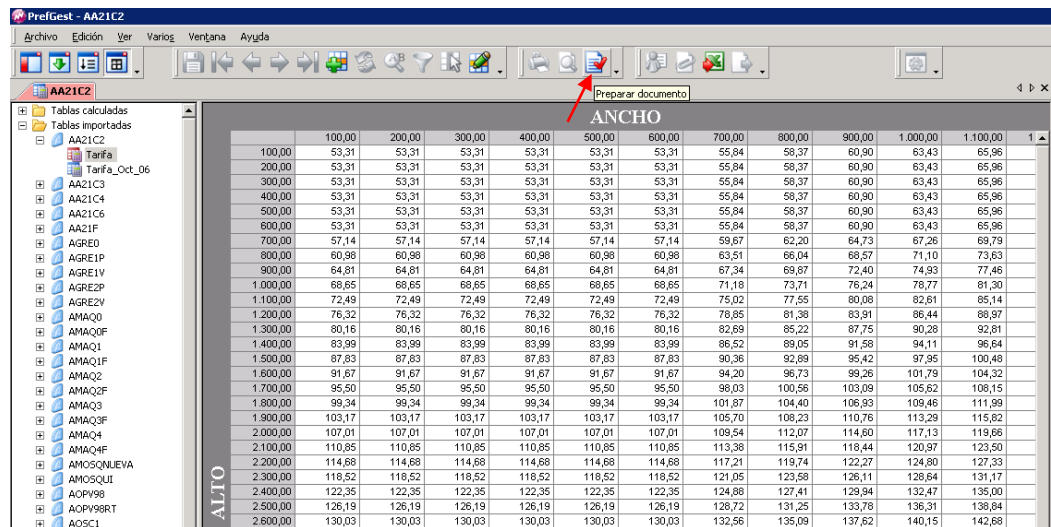 PrefGest - AA21C2
Archivo Edición Ver Varios Ventana Ayuda
Preparar documento
AA21C2
Tablas calculadas
Tablas importadas
AA21C2
Tarifa
Tarifa_Oct_06
AA21C3
AA21C4
AA21C6
AA21F
AGRE0
AGRE1P
AGRE1V
AGRE2P
AGRE2V
AMAQ0
AMAQ0F
AMAQ1
AMAQ1F
AMAQ2
AMAQ2F
AMAQ3
AMAQ3F
AMAQ4
AMAQ4F
AMOSQNUEVA
AMOSQUI
AOPV98
AOPV98RT
AOSC1
ANCHO
ALTO
100,00 200,00 300,00 400,00 500,00 600,00 700,00 800,00 900,00 1.000,00 1.100,00 1
100,00 53,31 53,31 53,31 53,31 53,31 53,31 55,84 58,37 60,90 63,43 65,96
200,00 53,31 53,31 53,31 53,31 53,31 53,31 55,84 58,37 60,90 63,43 65,96
300,00 53,31 53,31 53,31 53,31 53,31 53,31 55,84 58,37 60,90 63,43 65,96
400,00 53,31 53,31 53,31 53,31 53,31 53,31 55,84 58,37 60,90 63,43 65,96
500,00 53,31 53,31 53,31 53,31 53,31 53,31 55,84 58,37 60,90 63,43 65,96
600,00 53,31 53,31 53,31 53,31 53,31 53,31 55,84 58,37 60,90 63,43 65,96
700,00 57,14 57,14 57,14 57,14 57,14 57,14 59,67 62,20 64,73 67,26 69,79
800,00 60,98 60,98 60,98 60,98 60,98 60,98 63,51 66,04 68,57 71,10 73,63
900,00 64,81 64,81 64,81 64,81 64,81 64,81 67,34 69,87 72,40 74,93 77,46
1.000,00 68,65 68,65 68,65 68,65 68,65 68,65 71,18 73,71 76,24 78,77 81,30
1.100,00 72,49 72,49 72,49 72,49 72,49 72,49 75,02 77,55 80,08 82,61 85,14
1.200,00 76,32 76,32 76,32 76,32 76,32 76,32 78,85 81,38 83,91 86,44 88,97
1.300,00 80,16 80,16 80,16 80,16 80,16 80,16 82,69 85,22 87,75 90,28 92,81
1.400,00 83,99 83,99 83,99 83,99 83,99 83,99 86,52 89,05 91,58 94,11 96,64
1.500,00 87,83 87,83 87,83 87,83 87,83 87,83 90,36 92,89 95,42 97,95 100,48
1.600,00 91,67 91,67 91,67 91,67 91,67 91,67 94,20 96,73 99,26 101,79 104,32
1.700,00 95,50 95,50 95,50 95,50 95,50 95,50 98,03 100,56 103,09 105,62 108,15
1.800,00 99,34 99,34 99,34 99,34 99,34 99,34 101,87 104,40 106,93 109,46 111,99
1.900,00 103,17 103,17 103,17 103,17 103,17 103,17 105,70 108,23 110,76 113,29 115,82
2.000,00 107,01 107,01 107,01 107,01 107,01 107,01 109,54 112,07 114,60 117,13 119,66
2.100,00 110,85 110,85 110,85 110,85 110,85 110,85 113,38 115,91 118,44 120,97 123,50
2.200,00 114,68 114,68 114,68 114,68 114,68 114,68 117,21 119,74 122,27 124,80 127,33
2.300,00 118,52 118,52 118,52 118,52 118,52 118,52 121,05 123,58 126,11 128,64 131,17
2.400,00 122,35 122,35 122,35 122,35 122,35 122,35 124,88 127,41 129,94 132,47 135,00
2.500,00 126,19 126,19 126,19 126,19 126,19 126,19 128,72 131,25 133,78 136,31 138,84
2.600,00 130,03 130,03 130,03 130,03 130,03 130,03 132,56 135,09 137,62 140,15 142,68